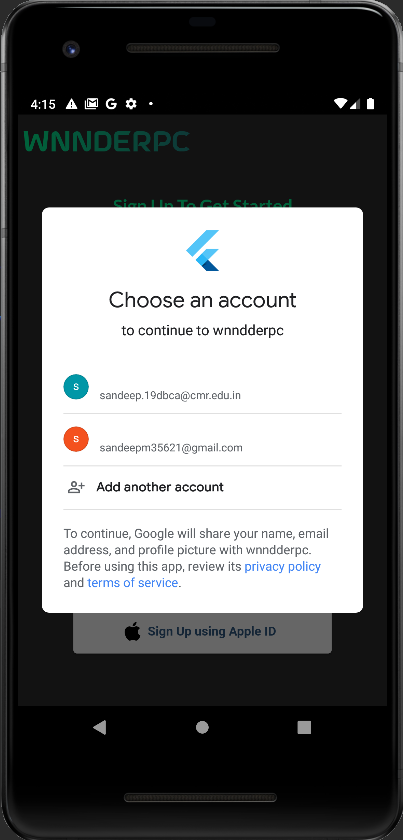 4:15
WNNDERPC
Sign Up To Get Started
Choose an account
to continue to wnndderpc
S
sandeep.19dbca@cmr.edu.in
S
sandeepm35621@gmail.com
Add another account
To continue, Google will share your name, email
address, and profile picture with wnndderpc.
Before using this app, review its privacy policy
and terms of service.
Sign Up using Apple ID